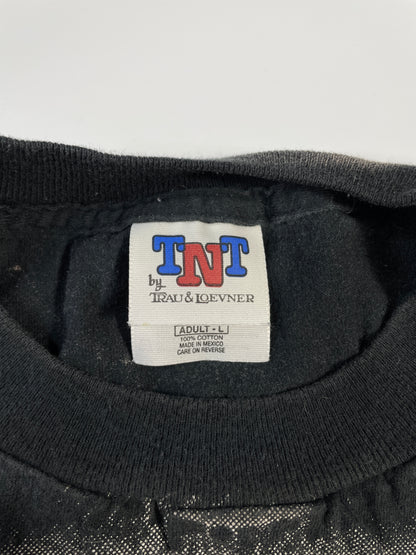 TNT
by
TRAU & LOEVNER
ADULT - L
100% COTTON
MADE IN MEXICO
CARE ON REVERSE